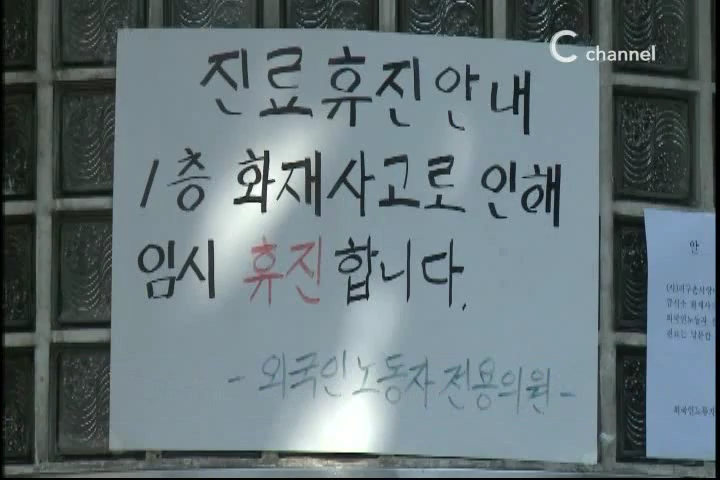 C channel
진료휴진안내
1층 화재사고로 인해
임시 휴진 합니다.
- 외국인노동자전용의원 -
안